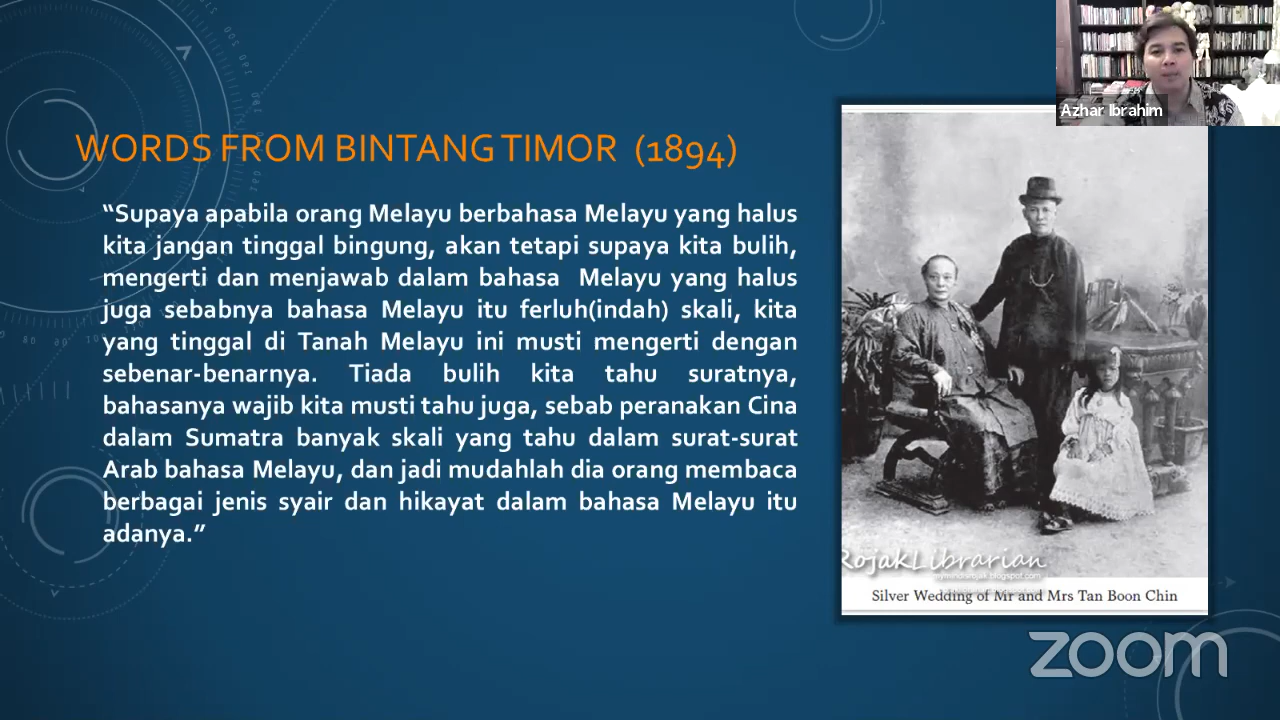 Azhar Ibrahim
WORDS FROM BINTANG TIMOR (1894)
“Supaya apabila orang Melayu berbahasa Melayu yang halus
kita jangan tinggal bingung, akan tetapi supaya kita bulih,
mengerti dan menjawab dalam bahasa Melayu yang halus
juga sebabnya bahasa Melayu itu ferluh(indah) skali, kita
yang tinggal di Tanah Melayu ini musti mengerti dengan
sebenar-benarnya. Tiada bulih kita tahu suratnya,
bahasanya wajib kita musti tahu juga, sebab peranakan Cina
dalam Sumatra banyak skali yang tahu dalam surat-surat
Arab bahasa Melayu, dan jadi mudahlah dia orang membaca
berbagai jenis syair dan hikayat dalam bahasa Melayu itu
adanya.”
RojakLibrarian
Silver Wedding of Mr and Mrs Tan Boon Chin
zoom